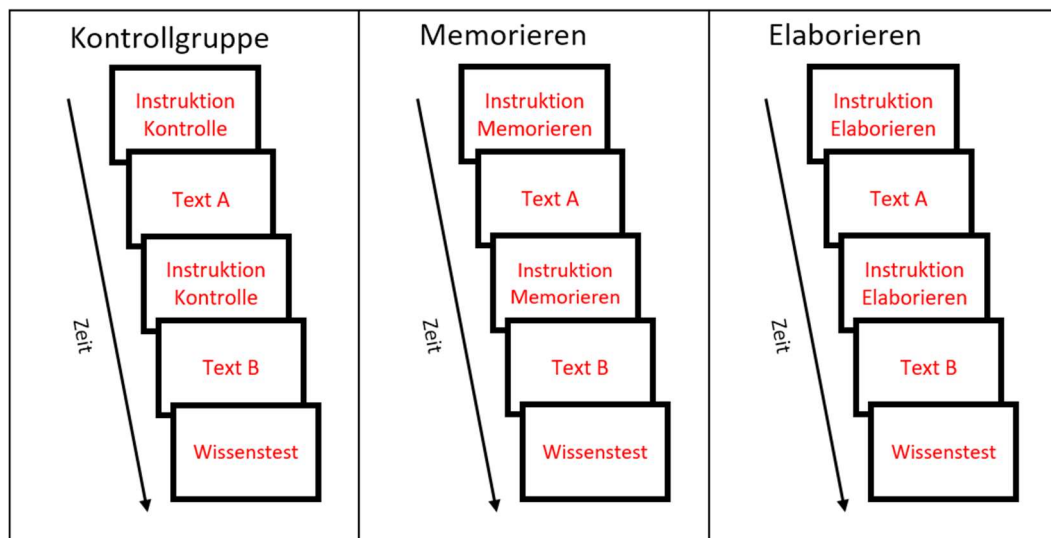 Kontrollgruppe
Instruktion
Kontrolle
Text A
Instruktion
Kontrolle
Text B
Wissenstest
Zeit
Memorieren
Instruktion
Memorieren
Text A
Instruktion
Memorieren
Text B
Wissenstest
Zeit
Elaborieren
Instruktion
Elaborieren
Text A
Instruktion
Elaborieren
Text B
Wissenstest
Zeit